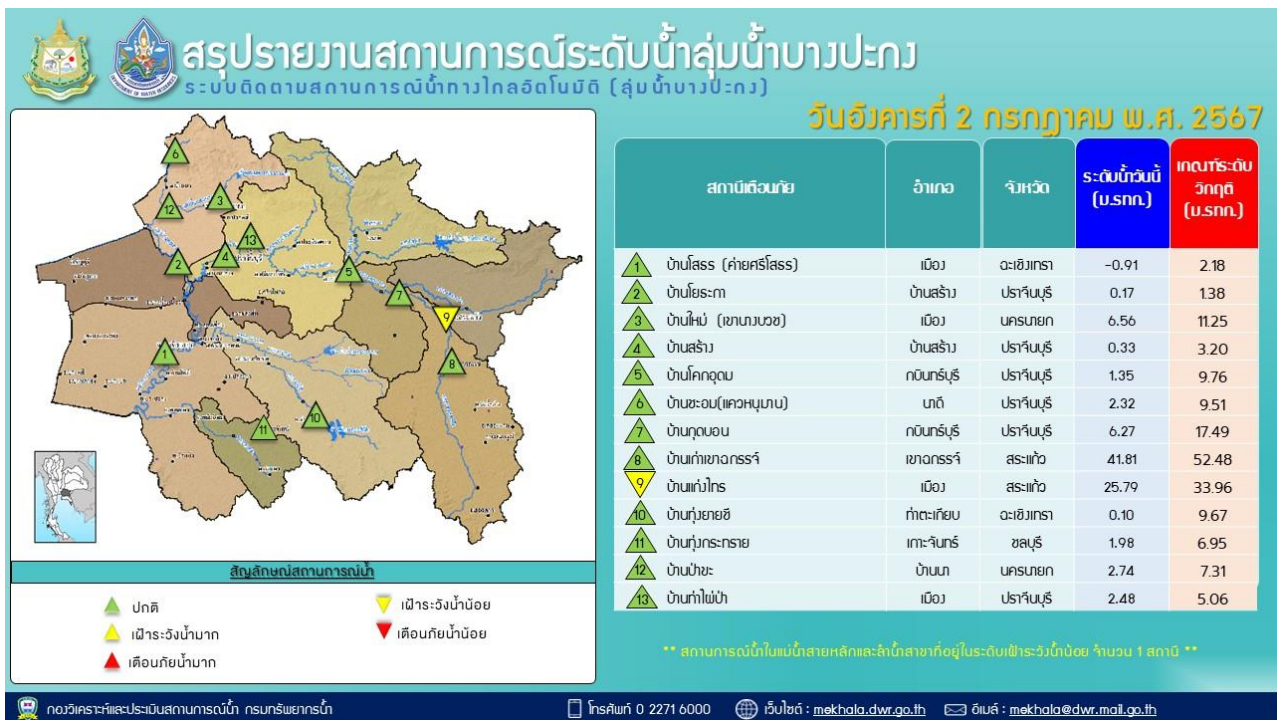 สรุปรายงานสถานการณ์ระดับน้ำลุ่มน้ำบางปะกง
ระบบติดตามสถานการณ์น้ำทางไกลอัตโนมัติ (ลุ่มน้ำบางปะกง)
วันอังคารที่ 2 กรกฎาคม พ.ศ. 2567
สถานีเตือนภัย อำเภอ จังหวัด ระดับน้ำวันนี้ (ม.รทก.) เกณฑ์ระดับวิกฤติ (ม.รทก.)
1 บ้านโสธร (ค่ายศรีโสธร) เมือง ฉะเชิงเทรา -0.91 2.18
2 บ้านโยธะกา บ้านสร้าง ปราจีนบุรี 0.17 1.38
3 บ้านใหม่ (เขานางบวช) เมือง นครนายก 6.56 11.25
4 บ้านสร้าง บ้านสร้าง ปราจีนบุรี 0.33 3.20
5 บ้านโคกอุดม กบินทร์บุรี ปราจีนบุรี 1.35 9.76
6 บ้านชะอม(แควหนุมาน) นาดี ปราจีนบุรี 2.32 9.51
7 บ้านกุดบอน กบินทร์บุรี ปราจีนบุรี 6.27 17.49
8 บ้านเก่าเขาฉกรรจ์ เขาฉกรรจ์ สระแก้ว 41.81 52.48
9 บ้านแก่งไทร เมือง สระแก้ว 25.79 33.96
10 บ้านทุ่งยายชี ท่าตะเกียบ ฉะเชิงเทรา 0.10 9.67
11 บ้านทุ่งกระทราย เกาะจันทร์ ชลบุรี 1.98 6.95
12 บ้านป่าขะ บ้านนา นครนายก 2.74 7.31
13 บ้านท่าไผ่ป่า เมือง ปราจีนบุรี 2.48 5.06
** สถานการณ์น้ำในแม่น้ำสายหลักและลำน้ำสาขาที่อยู่ในระดับเฝ้าระวังน้ำน้อย จำนวน 1 สถานี **
6
3
12
13
4
2
5
7
9
1
8
10
11
สัญลักษณ์สถานการณ์น้ำ
ปกติ เฝ้าระวังน้ำน้อย
เฝ้าระวังน้ำมาก เตือนภัยน้ำน้อย
เตือนภัยน้ำมาก
กองวิเคราะห์และประเมินสถานการณ์น้ำ กรมทรัพยากรน้ำ โทรศัพท์ 0 2271 6000 เว็บไซต์ : mekhala.dwr.go.th อีเมล์ : mekhala@dwr.mail.go.th